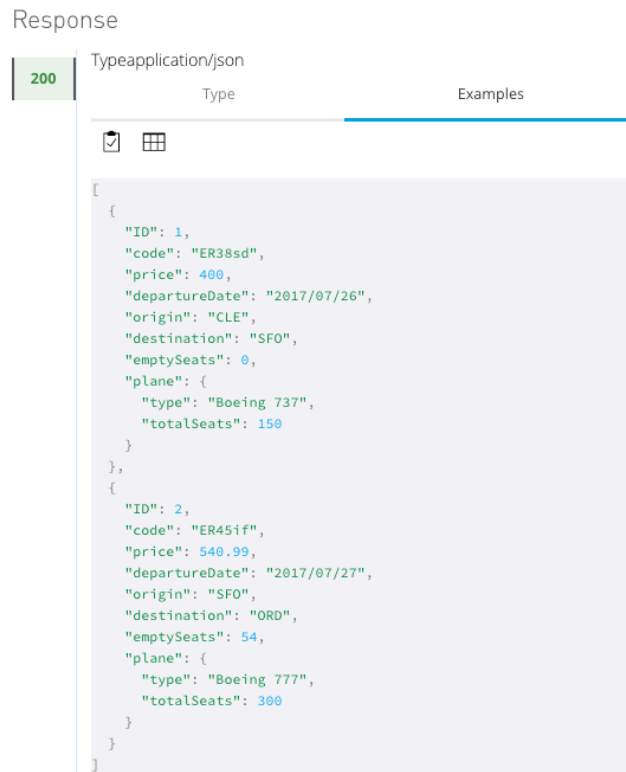 Response
200
Typeapplication/json
Type Examples
[
{
"ID": 1,
"code": "ER38sd",
"price": 400,
"departureDate": "2017/07/26",
"origin": "CLE",
"destination": "SFO",
"emptySeats": 0,
"plane": {
"type": "Boeing 737",
"totalSeats": 150
}
},
{
"ID": 2,
"code": "ER45if",
"price": 540.99,
"departureDate": "2017/07/27",
"origin": "SFO",
"destination": "ORD",
"emptySeats": 54,
"plane": {
"type": "Boeing 777",
"totalSeats": 300
}
}
]